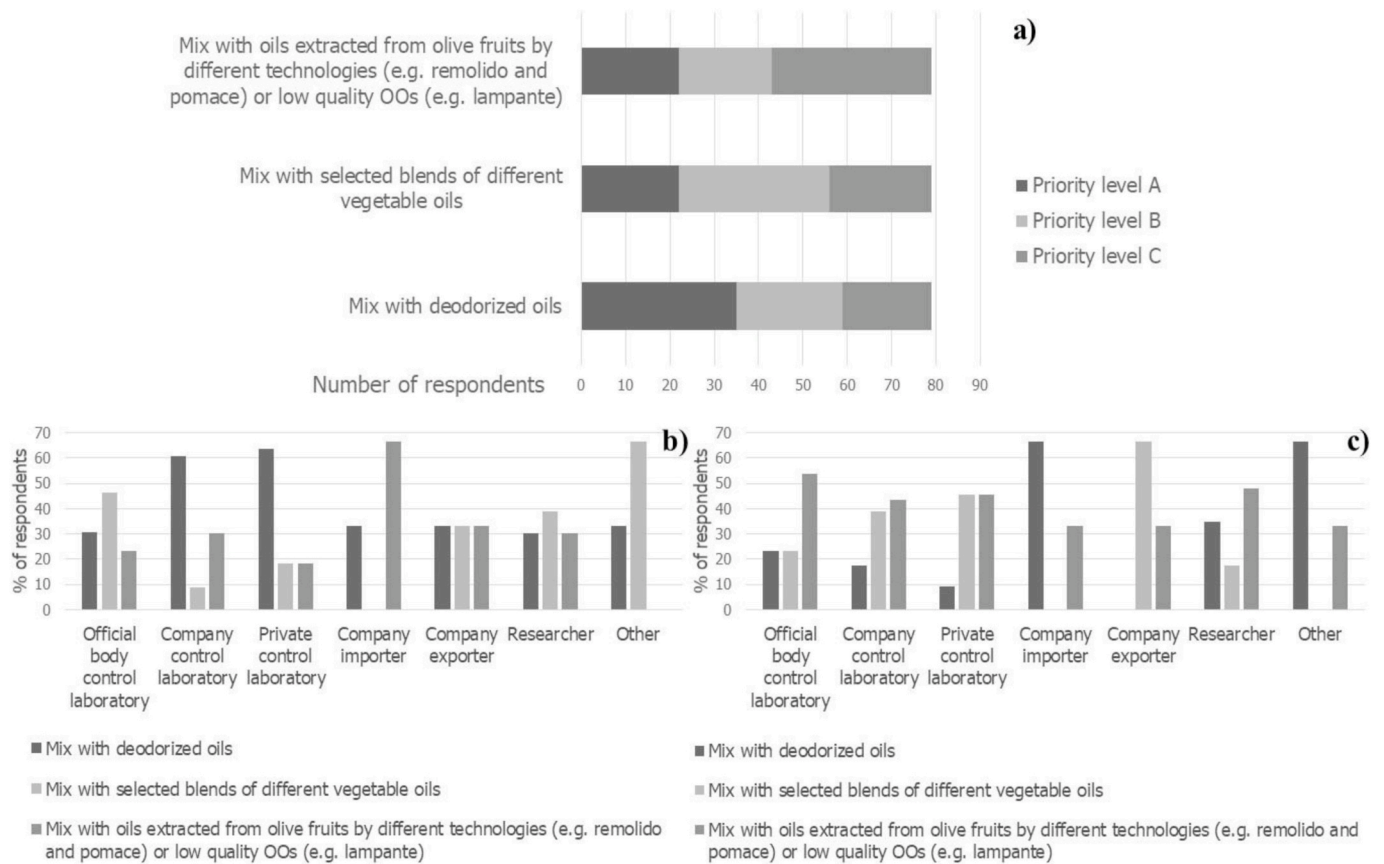 a)
Mix with oils extracted from olive fruits by
different technologies (e.g. remolido and
pomace) or low quality OOs (e.g. lampante)
Mix with selected blends of different
vegetable oils
Mix with deodorized oils
Priority level A
Priority level B
Priority level C
Number of respondents
0 10 20 30 40 50 60 70 80 90
b)
% of respondents
70
60
50
40
30
20
10
0
Official
body
control
laboratory
Company
control
laboratory
Private
control
laboratory
Company
importer
Company
exporter
Researcher
Other
Mix with deodorized oils
Mix with selected blends of different vegetable oils
Mix with oils extracted from olive fruits by different technologies (e.g. remolido
and pomace) or low quality OOs (e.g. lampante)
c)
% of respondents
70
60
50
40
30
20
10
0
Official
body
control
laboratory
Company
control
laboratory
Private
control
laboratory
Company
importer
Company
exporter
Researcher
Other
Mix with deodorized oils
Mix with selected blends of different vegetable oils
Mix with oils extracted from olive fruits by different technologies (e.g. remolido and
pomace) or low quality OOs (e.g. lampante)